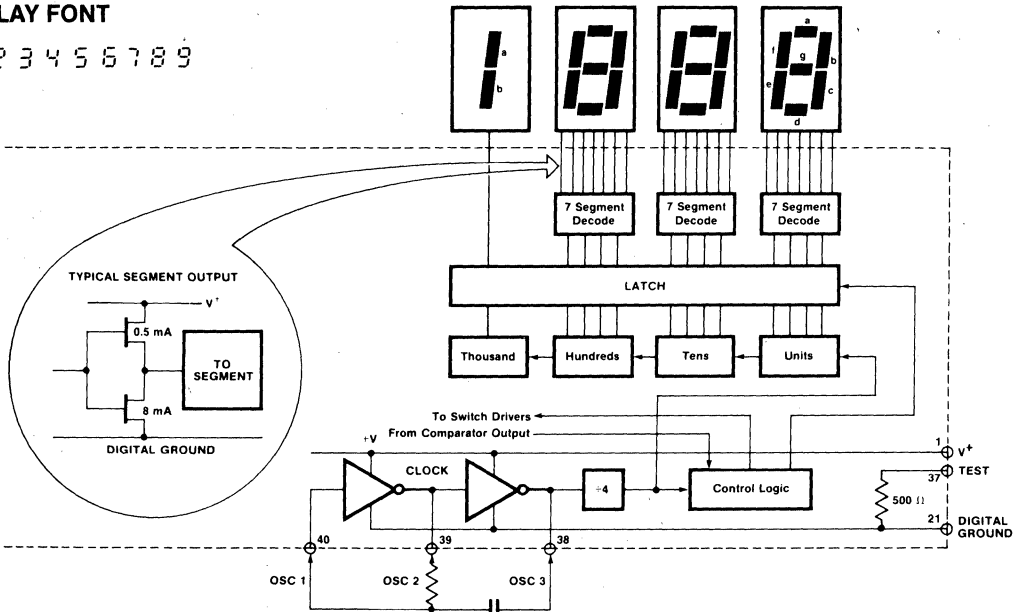 LAY FONT
2 3 4 5 6 7 8 9
a
b
a
f
g
b
e
c
d
7 Segment
Decode
7 Segment
Decode
7 Segment
Decode
TYPICAL SEGMENT OUTPUT
V+
0.5 mA
TO
SEGMENT
8 mA
DIGITAL GROUND
LATCH
Thousand
Hundreds
Tens
Units
To Switch Drivers
From Comparator Output
+V
CLOCK
÷4
Control Logic
1
V+
37
TEST
500 Ω
21
DIGITAL
GROUND
40
39
38
OSC 1
OSC 2
OSC 3